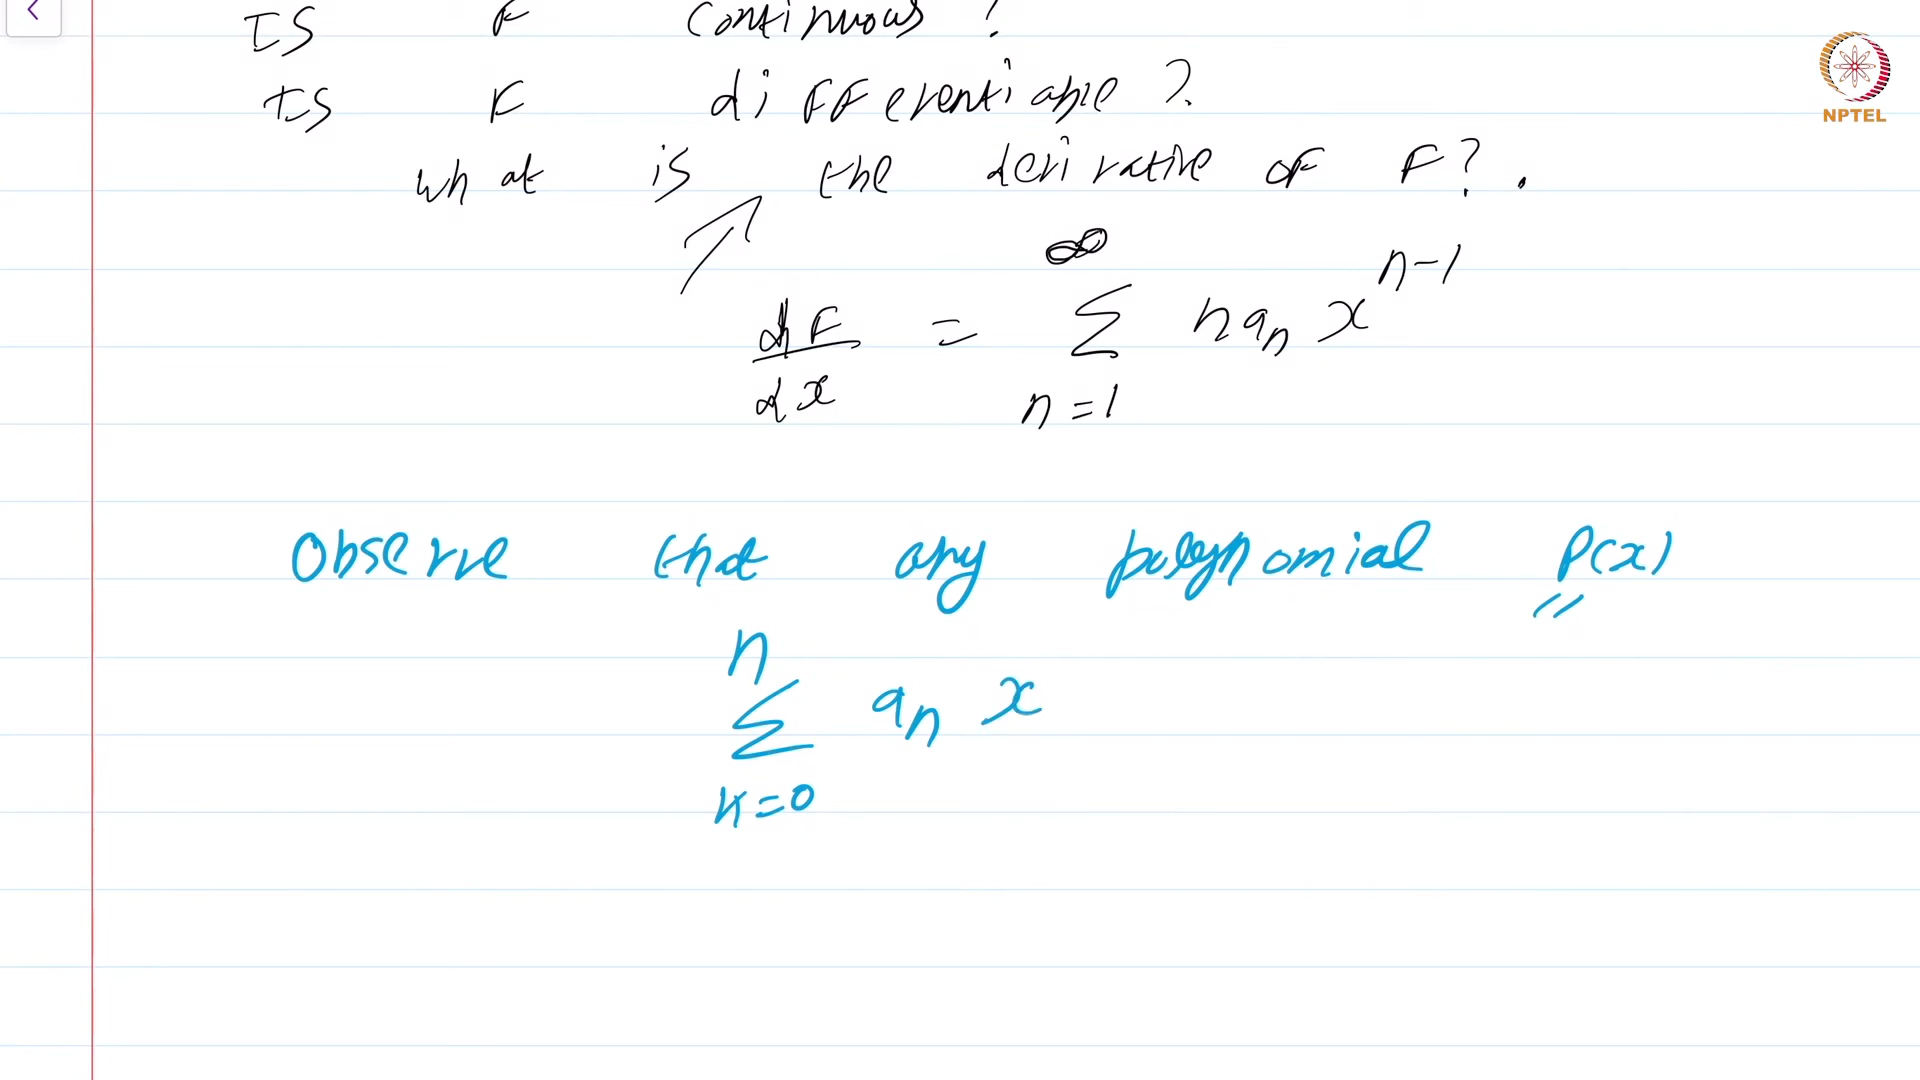 Is F continuous?
NPTEL
Is F differentiable?
what is the derivative of F?.
∞
dF/dx = Σ n aₙ x^{n-1}
n=1
Observe that any polynomial P(x)
=
n
Σ aₙ x
k=0